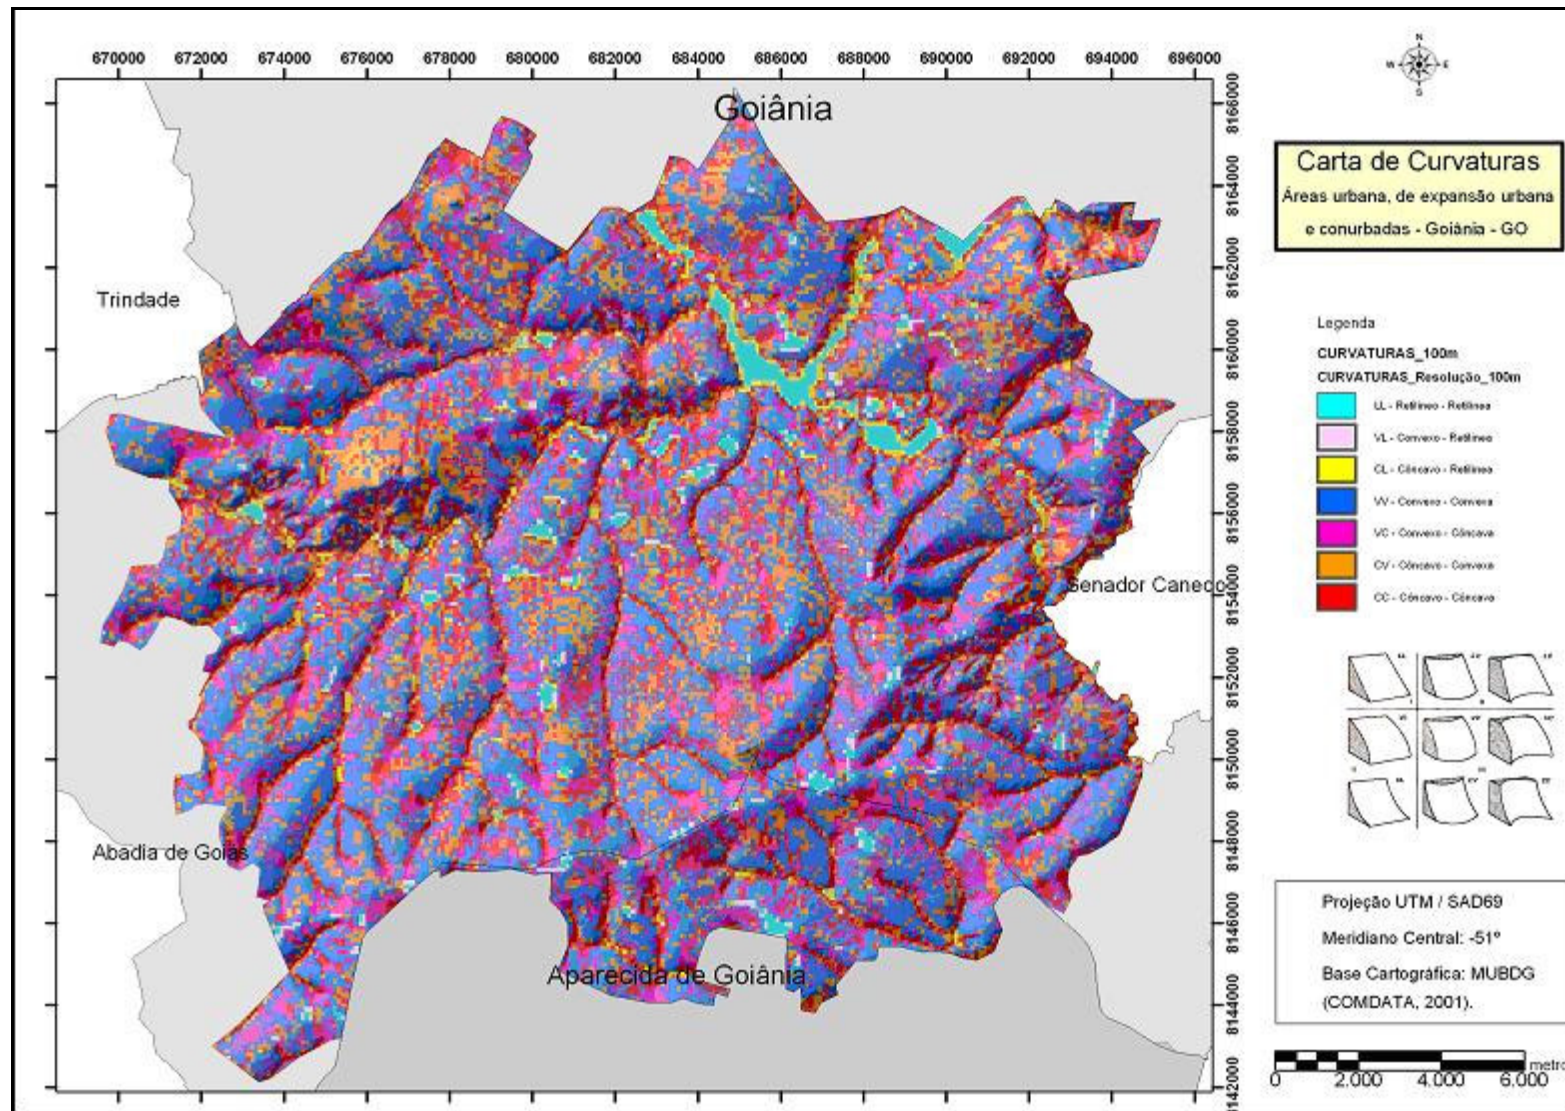 N
W
E
S
670000 672000 674000 676000 678000 680000 682000 684000 686000 688000 690000 692000 694000 696000
8166000
8164000
8162000
8160000
8158000
8156000
8154000
8152000
8150000
8148000
8146000
8144000
8142000
Goiânia
Trindade
Senador Caneco
Abadia de Goiás
Aparecida de Goiânia
Carta de Curvaturas
Áreas urbana, de expansão urbana
e conurbadas - Goiânia - GO
Legenda
CURVATURAS_100m
CURVATURAS_Resolução_100m
LL - Retilíneo - Retilínea
VL - Convexo - Retilínea
CL - Côncavo - Retilínea
VV - Convexo - Convexa
VC - Convexo - Côncava
CV - Côncavo - Convexa
CC - Côncavo - Côncava
Projeção UTM / SAD69
Meridiano Central: -51º
Base Cartográfica: MUBDG
(COMDATA, 2001).
metro
0 2.000 4.000 6.000